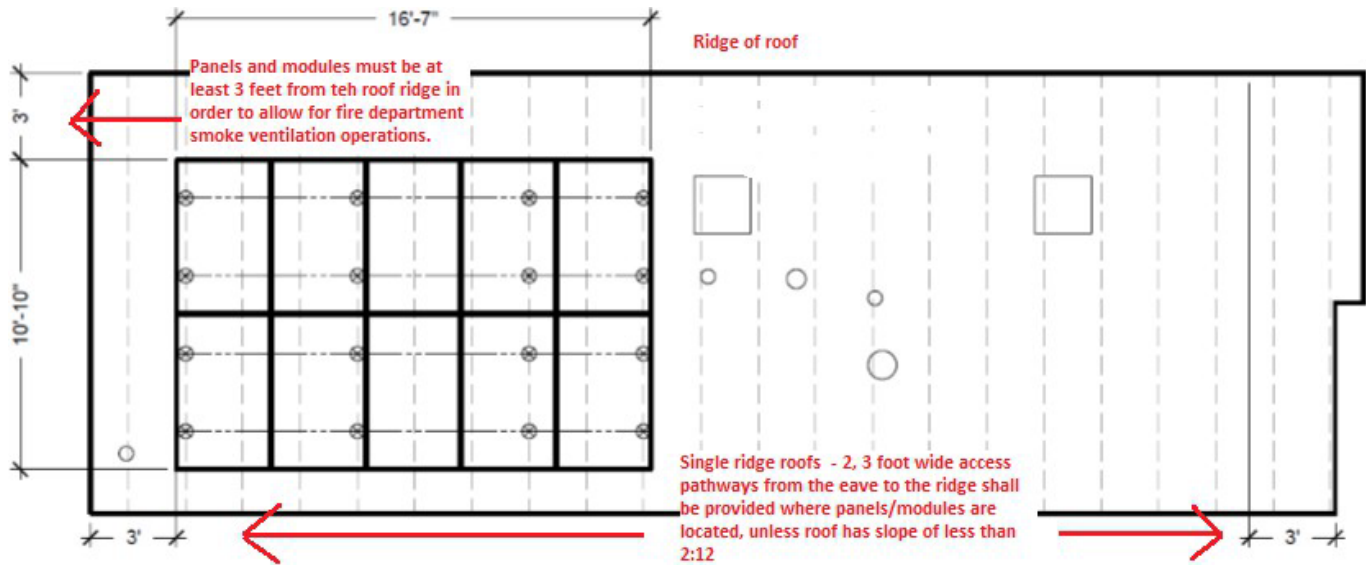 16'-7"
Ridge of roof
Panels and modules must be at
least 3 feet from teh roof ridge in
order to allow for fire department
smoke ventilation operations.
3'
10'-10"
Single ridge roofs - 2, 3 foot wide access
pathways from the eave to the ridge shall
be provided where panels/modules are
located, unless roof has slope of less than
2:12
3'
3'